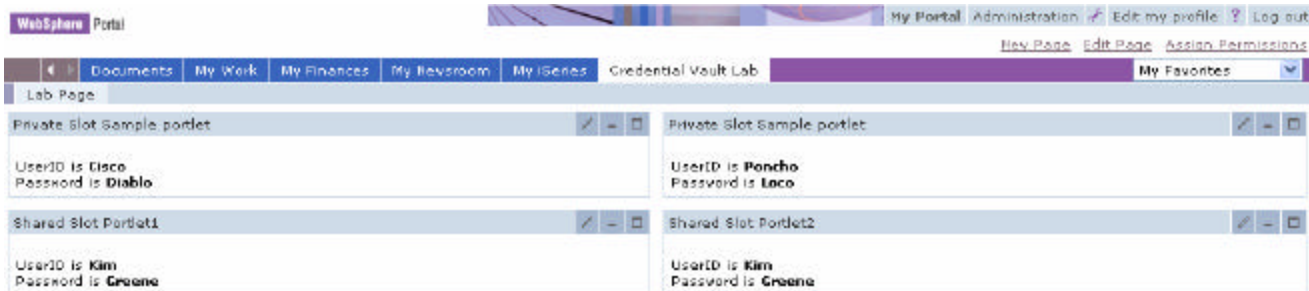 WebSphere Portal
My Portal Administration Edit my profile ? Log out
New Page Edit Page Assign Permissions
Documents My Work My Finances My Newsroom My iSeries Credential Vault Lab My Favorites
Lab Page
Private Slot Sample portlet
UserID is Cisco
Password is Diablo
Private Slot Sample portlet
UserID is Poncho
Password is Loco
Shared Slot Portlet1
UserID is Kim
Password is Greene
Shared Slot Portlet2
UserID is Kim
Password is Greene